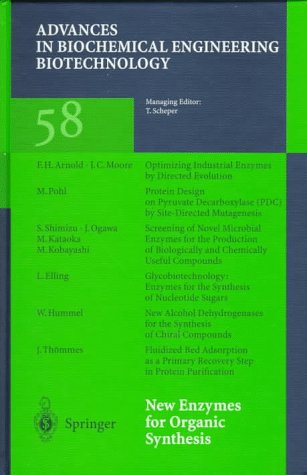 ADVANCES
IN BIOCHEMICAL ENGINEERING
BIOTECHNOLOGY
58
Managing Editor:
T. Scheper
F. H. Arnold · J. C. Moore
Optimizing Industrial Enzymes
by Directed Evolution
M. Pohl
Protein Design
on Pyruvate Decarboxylase (PDC)
by Site-Directed Mutagenesis
S. Shimizu · J. Ogawa
M. Kataoka
M. Kobayashi
Screening of Novel Microbial
Enzymes for the Production
of Biologically and Chemically
Useful Compounds
L. Elling
Glycobiotechnology:
Enzymes for the Synthesis
of Nucleotide Sugars
W. Hummel
New Alcohol Dehydrogenases
for the Synthesis
of Chiral Compounds
J. Thömmes
Fluidized Bed Adsorption
as a Primary Recovery Step
in Protein Purification
Springer
New Enzymes
for Organic
Synthesis